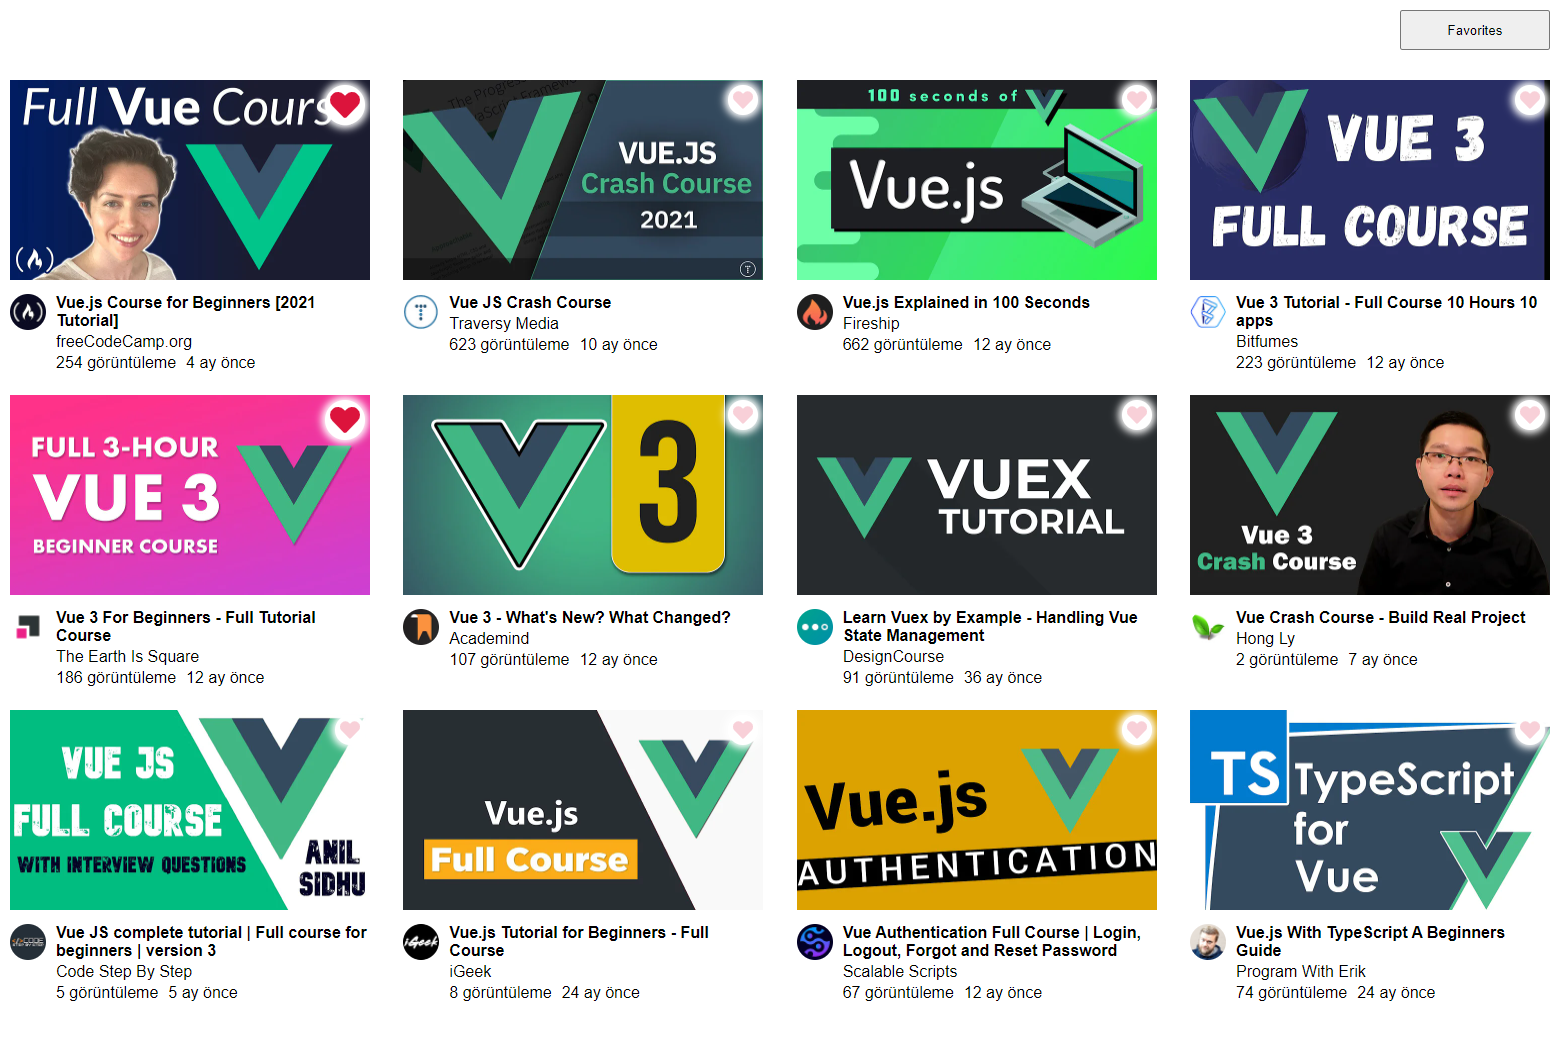 Favorites
Full Vue Course
Vue.js Course for Beginners [2021
Tutorial]
freeCodeCamp.org
254 görüntüleme 4 ay önce
VUE.JS
Crash Course
2021
T
Vue JS Crash Course
Traversy Media
623 görüntüleme 10 ay önce
100 seconds of
Vue.js
Vue.js Explained in 100 Seconds
Fireship
662 görüntüleme 12 ay önce
VUE 3
FULL COURSE
Vue 3 Tutorial - Full Course 10 Hours 10
apps
Bitfumes
223 görüntüleme 12 ay önce
FULL 3-HOUR
VUE 3
BEGINNER COURSE
Vue 3 For Beginners - Full Tutorial
Course
The Earth Is Square
186 görüntüleme 12 ay önce
3
Vue 3 - What's New? What Changed?
Academind
107 görüntüleme 12 ay önce
VUEX
TUTORIAL
Learn Vuex by Example - Handling Vue
State Management
DesignCourse
91 görüntüleme 36 ay önce
Vue 3
Crash Course
Vue Crash Course - Build Real Project
Hong Ly
2 görüntüleme 7 ay önce
VUE JS
FULL COURSE
WITH INTERVIEW QUESTIONS
ANIL
SIDHU
Vue JS complete tutorial | Full course for
beginners | version 3
Code Step By Step
5 görüntüleme 5 ay önce
Vue.js
Full Course
iGeek
Vue.js Tutorial for Beginners - Full
Course
iGeek
8 görüntüleme 24 ay önce
Vue.js
AUTHENTICATION
Vue Authentication Full Course | Login,
Logout, Forgot and Reset Password
Scalable Scripts
67 görüntüleme 12 ay önce
TS TypeScript
for
Vue
Vue.js With TypeScript A Beginners
Guide
Program With Erik
74 görüntüleme 24 ay önce